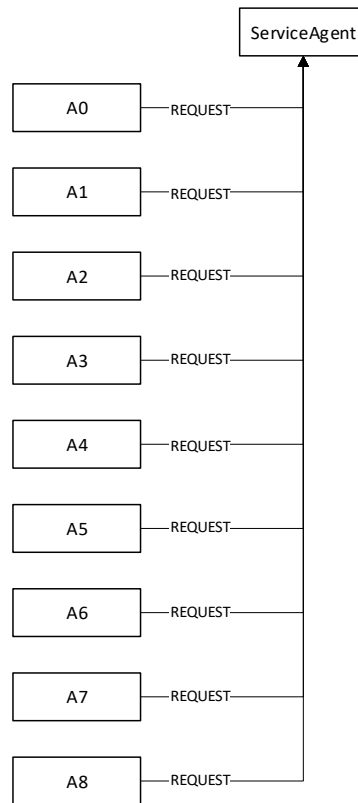 ServiceAgent
A0
REQUEST
A1
REQUEST
A2
REQUEST
A3
REQUEST
A4
REQUEST
A5
REQUEST
A6
REQUEST
A7
REQUEST
A8
REQUEST